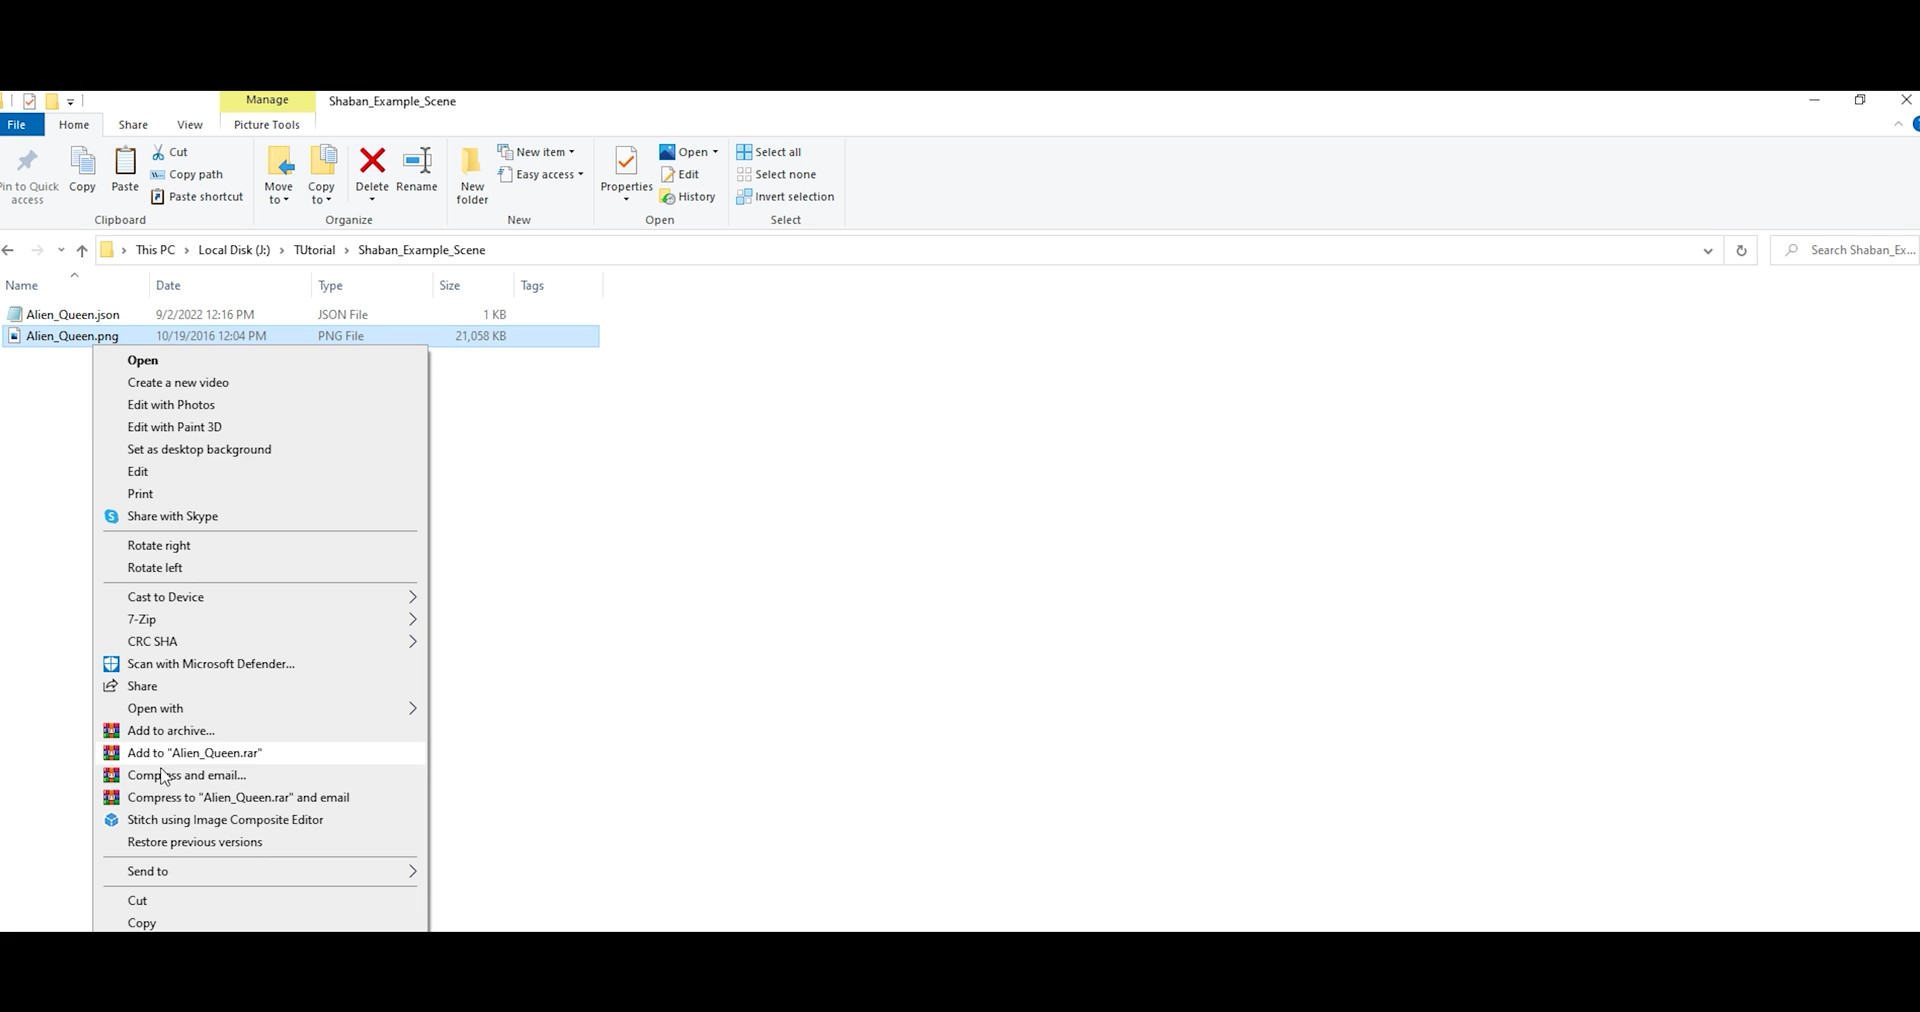 Manage
Shaban_Example_Scene
File
Home
Share
View
Picture Tools
Pin to Quick access
Copy
Paste
Cut
Copy path
Paste shortcut
Clipboard
Move to
Copy to
Delete
Rename
Organize
New folder
New item
Easy access
New
Properties
Open
Edit
History
Open
Select all
Select none
Invert selection
Select
This PC > Local Disk (J:) > TUtorial > Shaban_Example_Scene
Search Shaban_Ex...
Name Date Type Size Tags
Alien_Queen.json 9/2/2022 12:16 PM JSON File 1 KB
Alien_Queen.png 10/19/2016 12:04 PM PNG File 21,058 KB
Open
Create a new video
Edit with Photos
Edit with Paint 3D
Set as desktop background
Edit
Print
Share with Skype
Rotate right
Rotate left
Cast to Device
7-Zip
CRC SHA
Scan with Microsoft Defender...
Share
Open with
Add to archive...
Add to "Alien_Queen.rar"
Compress and email...
Compress to "Alien_Queen.rar" and email
Stitch using Image Composite Editor
Restore previous versions
Send to
Cut
Copy